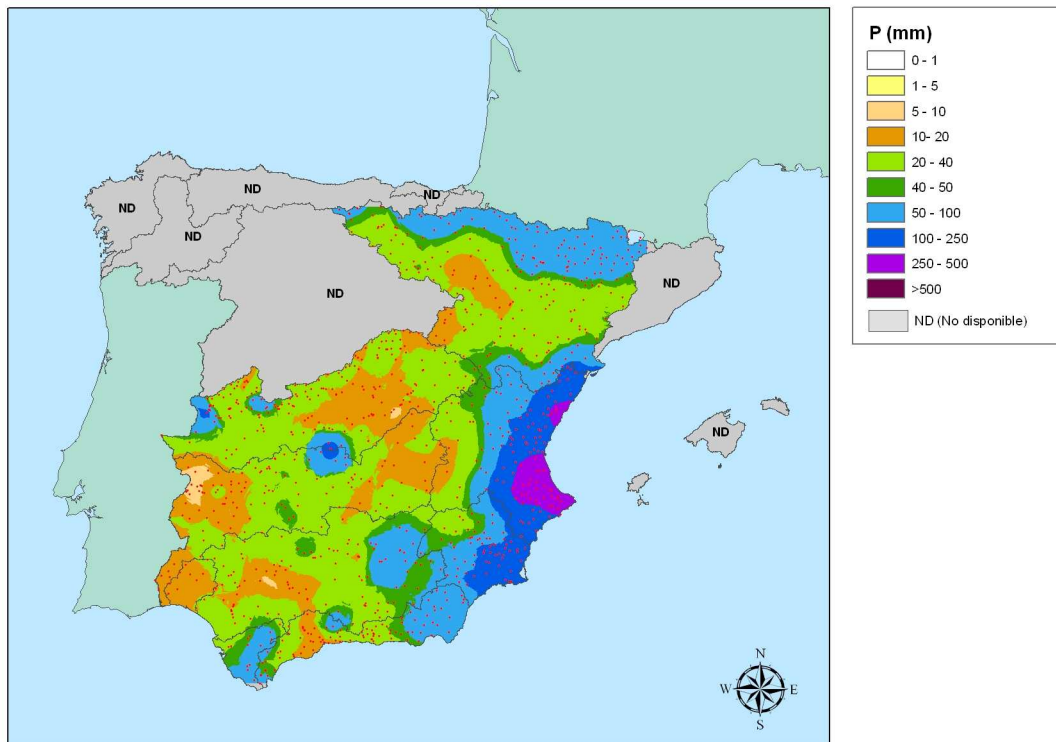 P (mm)
0 - 1
1 - 5
5 - 10
10- 20
20 - 40
40 - 50
50 - 100
100 - 250
250 - 500
>500
ND (No disponible)
ND
ND
ND
ND
ND
ND
ND
N
W
E
S